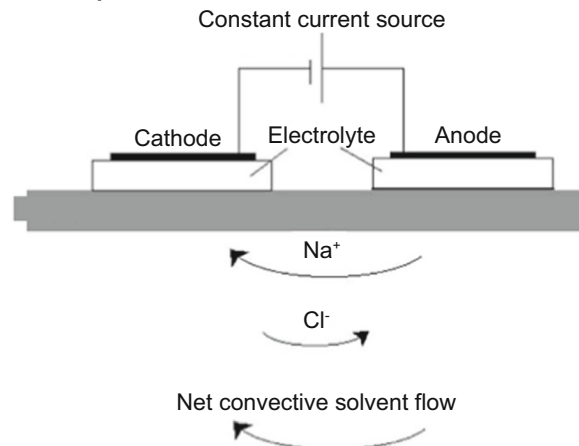 Constant current source
Cathode Electrolyte Anode
Na⁺
Cl⁻
Net convective solvent flow